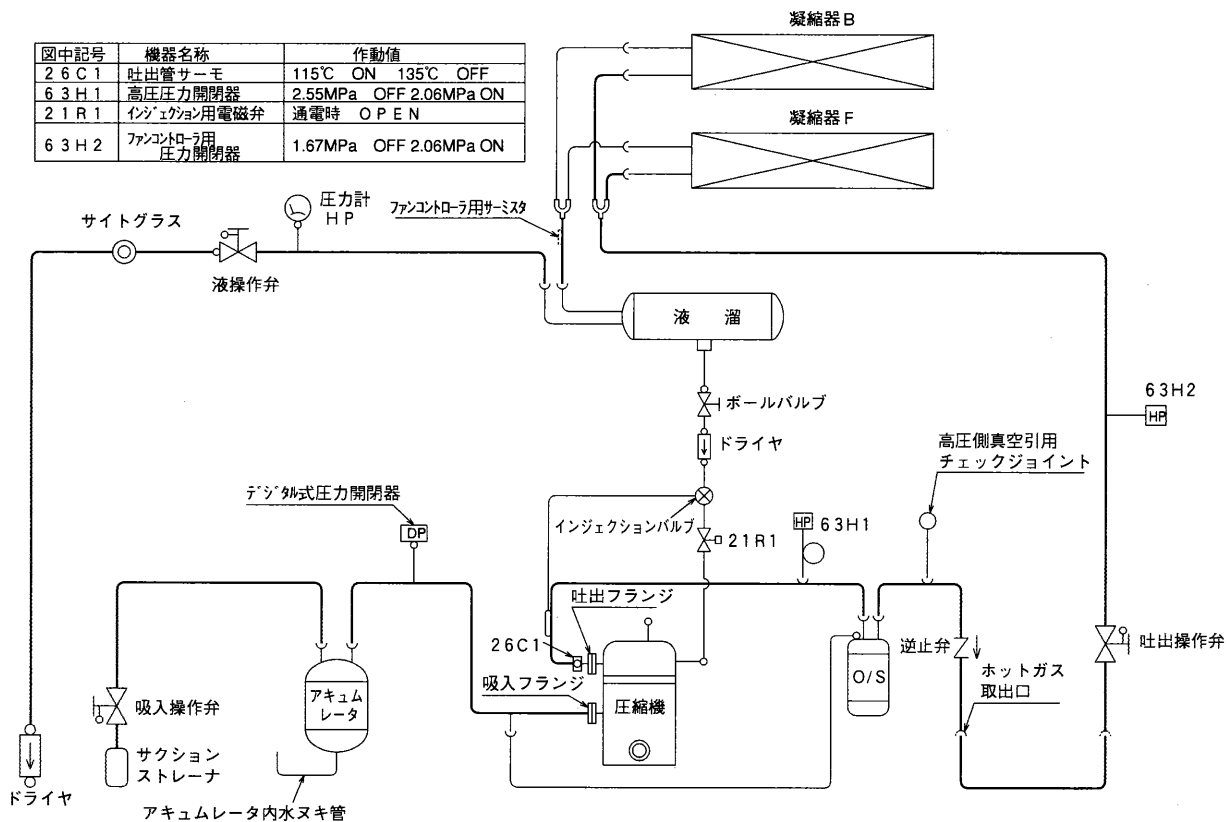 凝縮器B
図中記号 機器名称 作動値
26C1 吐出管サーモ 115℃ ON 135℃ OFF
63H1 高圧圧力開閉器 2.55MPa OFF 2.06MPa ON
21R1 インジェクション用電磁弁 通電時 OPEN
63H2 ファンコントローラ用
圧力開閉器 1.67MPa OFF 2.06MPa ON
凝縮器F
サイトグラス
圧力計
HP
ファンコントローラ用サーミスタ
液操作弁
液溜
63H2
HP
ボールバルブ
ドライヤ
高圧側真空引用
チェックジョイント
デジタル式圧力開閉器
DP
インジェクションバルブ
HP 63H1
21R1
吐出フランジ
26C1
逆止弁
吐出操作弁
O/S
ホットガス
取出口
吸入フランジ
圧縮機
アキュム
レータ
吸入操作弁
サクション
ストレーナ
ドライヤ
アキュムレータ内水ヌキ管